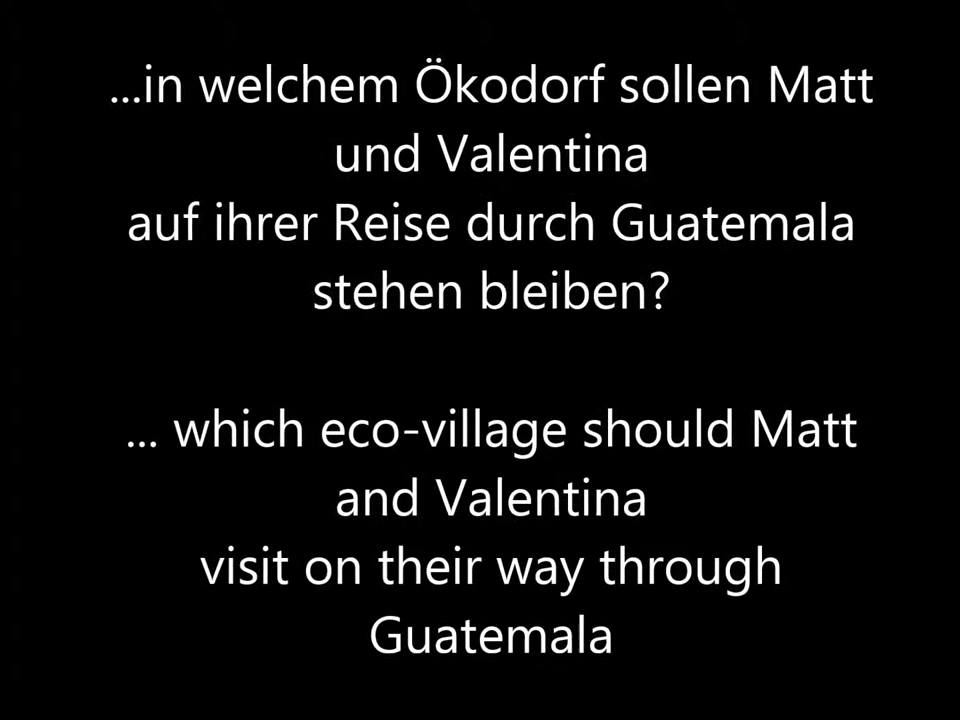 ...in welchem Ökodorf sollen Matt
und Valentina
auf ihrer Reise durch Guatemala
stehen bleiben?
... which eco-village should Matt
and Valentina
visit on their way through
Guatemala